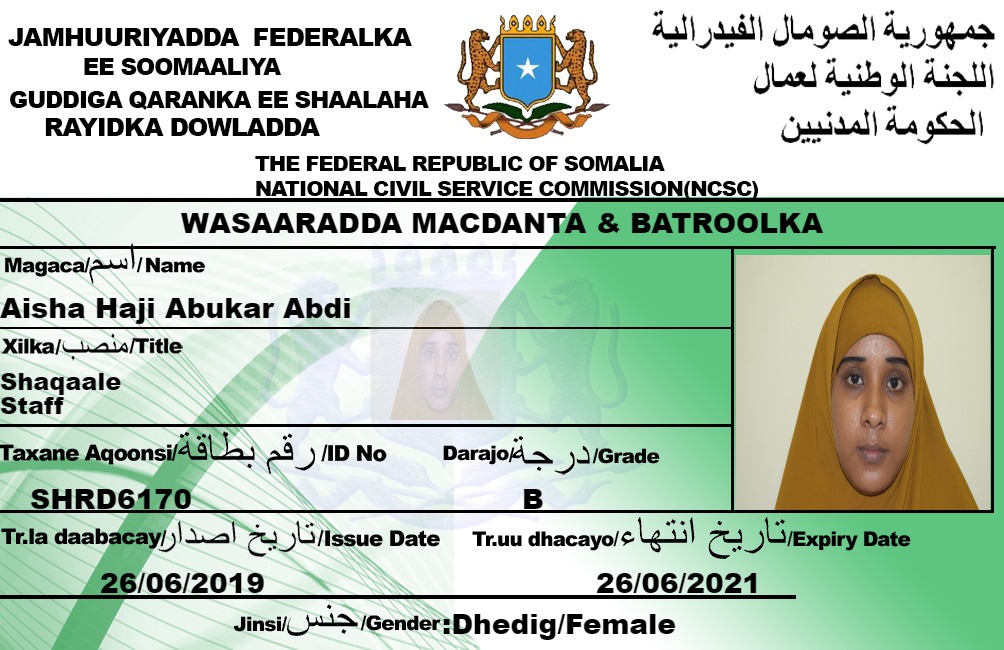 JAMHUURIYADDA FEDERALKA
EE SOOMAALIYA
GUDDIGA QARANKA EE SHAALAHA
RAYIDKA DOWLADDA
جمهورية الصومال الفيدرالية
اللجنة الوطنية لعمال
الحكومة المدنيين
THE FEDERAL REPUBLIC OF SOMALIA
NATIONAL CIVIL SERVICE COMMISSION(NCSC)
WASAARADDA MACDANTA & BATROOLKA
Magaca/اسم/ Name
Aisha Haji Abukar Abdi
Xilka/منصب/Title
Shaqaale
Staff
Taxane Aqoonsi/رقم بطاقة/ID No
SHRD6170
Darajo/درجة/Grade
B
Tr.la daabacay/تاريخ اصدار/Issue Date
26/06/2019
Tr.uu dhacayo/تاريخ انتهاء/Expiry Date
26/06/2021
Jinsi/جنس/Gender:Dhedig/Female